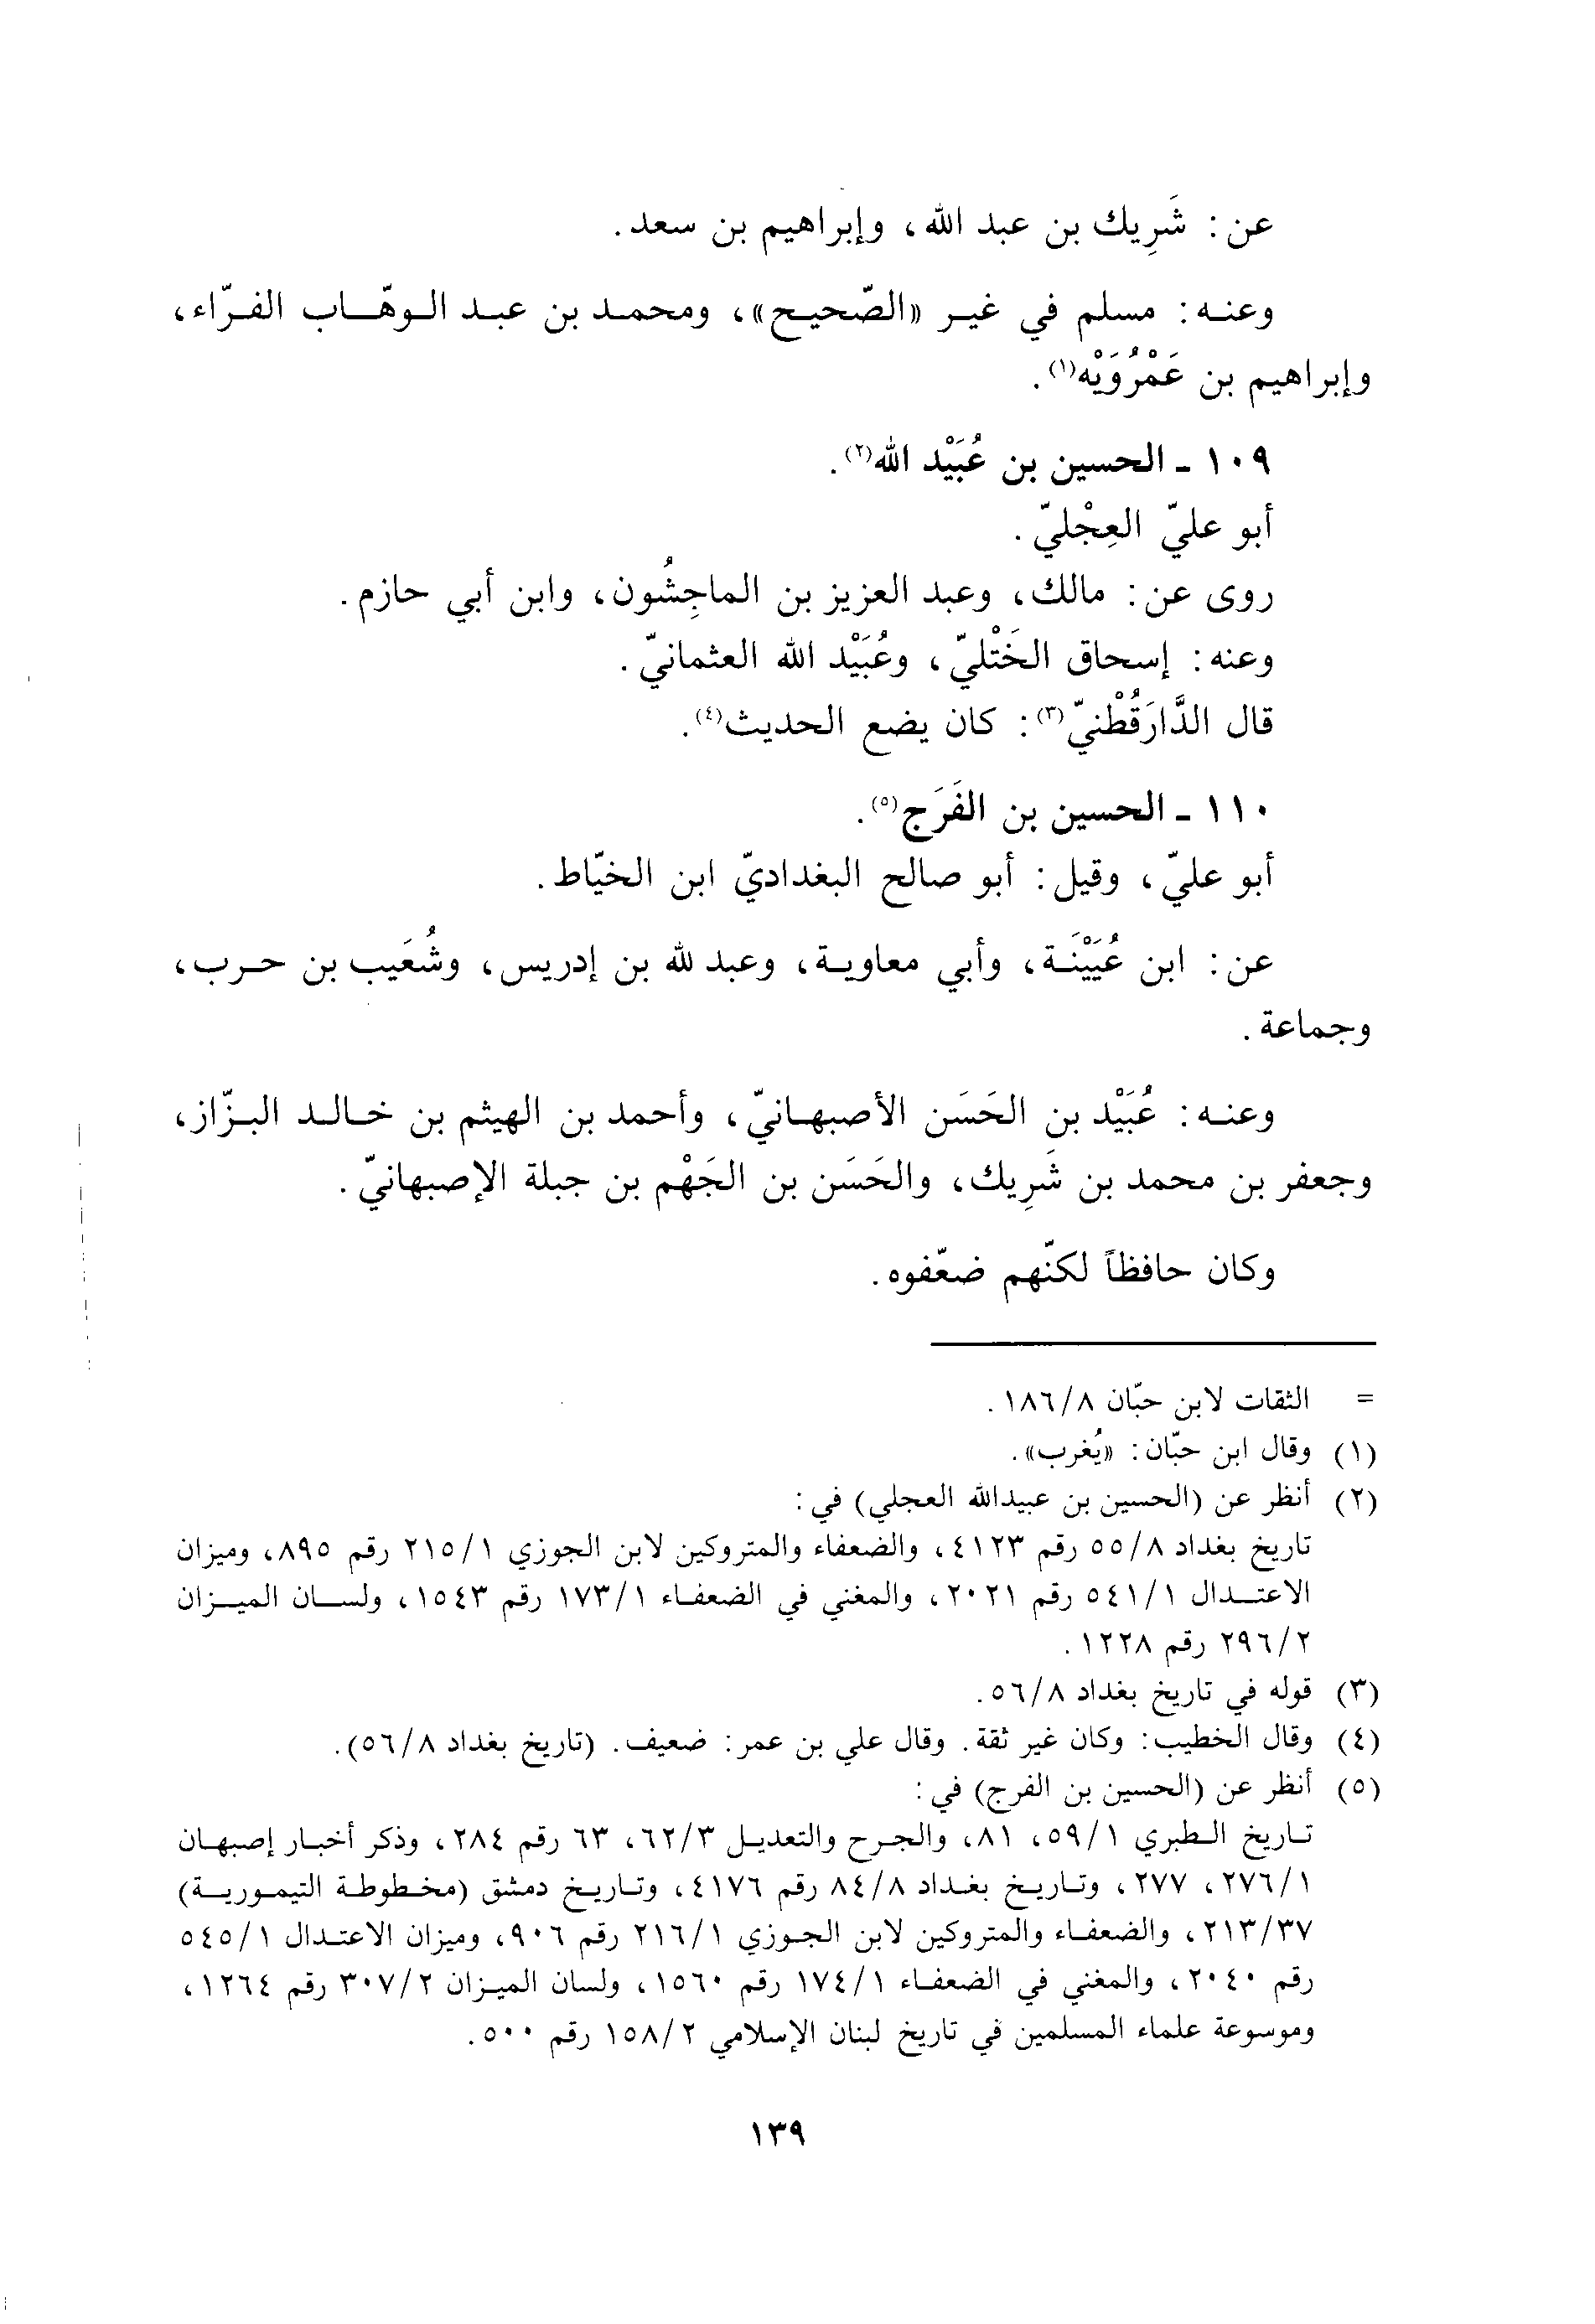 عن: شَرِيك بن عبد الله، وإبراهيم بن سعد.
وعنه: مسلم في غير «الصّحيح»، ومحمد بن عبد الوهّاب الفرّاء،
وإبراهيم بن عَمْرُوَيْه(١).
١٠٩ ـ الحسين بن عُبَيْد الله(٢).
أبو عليّ العِجْليّ.
روى عن: مالك، وعبد العزيز بن الماجِشُون، وابن أبي حازم.
وعنه: إسحاق الخَتْليّ، وعُبَيْد الله العثمانيّ.
قال الدَّارَقُطْنيّ(٣): كان يضع الحديث(٤).
١١٠ ـ الحسين بن الفَرَج(٥).
أبو عليّ، وقيل: أبو صالح البغداديّ ابن الخيّاط.
عن: ابن عُيَيْنَة، وأبي معاوية، وعبد لله بن إدريس، وشُعَيب بن حرب،
وجماعة.
وعنه: عُبَيْد بن الحَسَن الأصبهانيّ، وأحمد بن الهيثم بن خالد البزّاز،
وجعفر بن محمد بن شَرِيك، والحَسَن بن الجَهْم بن جبلة الإصبهانيّ.
وكان حافظاً لكنّهم ضعّفوه.
= الثقات لابن حبّان ١٨٦/٨.
(١) وقال ابن حبّان: «يُغرب».
(٢) أنظر عن (الحسين بن عبيدالله العجلي) في:
تاريخ بغداد ٥٥/٨ رقم ٤١٢٣، والضعفاء والمتروكين لابن الجوزي ٢١٥/١ رقم ٨٩٥، وميزان
الاعتدال ٥٤١/١ رقم ٢٠٢١، والمغني في الضعفاء ١٧٣/١ رقم ١٥٤٣، ولسان الميزان
٢٩٦/٢ رقم ١٢٢٨.
(٣) قوله في تاريخ بغداد ٥٦/٨.
(٤) وقال الخطيب: وكان غير ثقة. وقال علي بن عمر: ضعيف. (تاريخ بغداد ٥٦/٨).
(٥) أنظر عن (الحسين بن الفرج) في:
تاريخ الطبري ٥٩/١، ٨١، والجرح والتعديل ٦٢/٣، ٦٣ رقم ٢٨٤، وذكر أخبار إصبهان
٢٧٦/١، ٢٧٧، وتاريخ بغداد ٨٤/٨ رقم ٤١٧٦، وتاريخ دمشق (مخطوطة التيمورية)
٢١٣/٣٧، والضعفاء والمتروكين لابن الجوزي ٢١٦/١ رقم ٩٠٦، وميزان الاعتدال ٥٤٥/١
رقم ٢٠٤٠، والمغني في الضعفاء ١٧٤/١ رقم ١٥٦٠، ولسان الميزان ٣٠٧/٢ رقم ١٢٦٤،
وموسوعة علماء المسلمين في تاريخ لبنان الإسلامي ١٥٨/٢ رقم ٥٠٠.
١٣٩